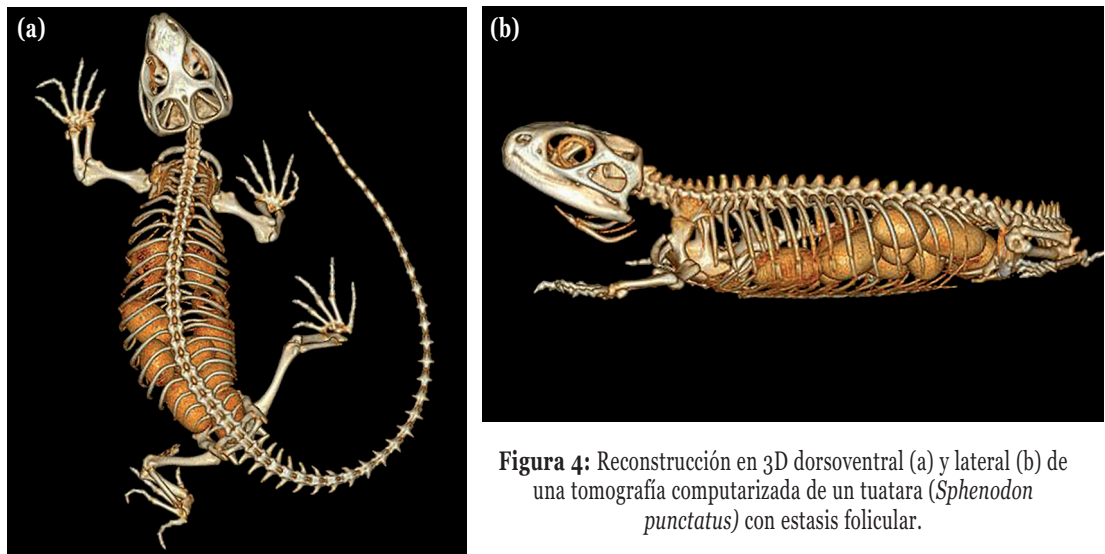 (a)
(b)
Figura 4: Reconstrucción en 3D dorsoventral (a) y lateral (b) de
una tomografía computarizada de un tuatara (Sphenodon
punctatus) con estasis folicular.